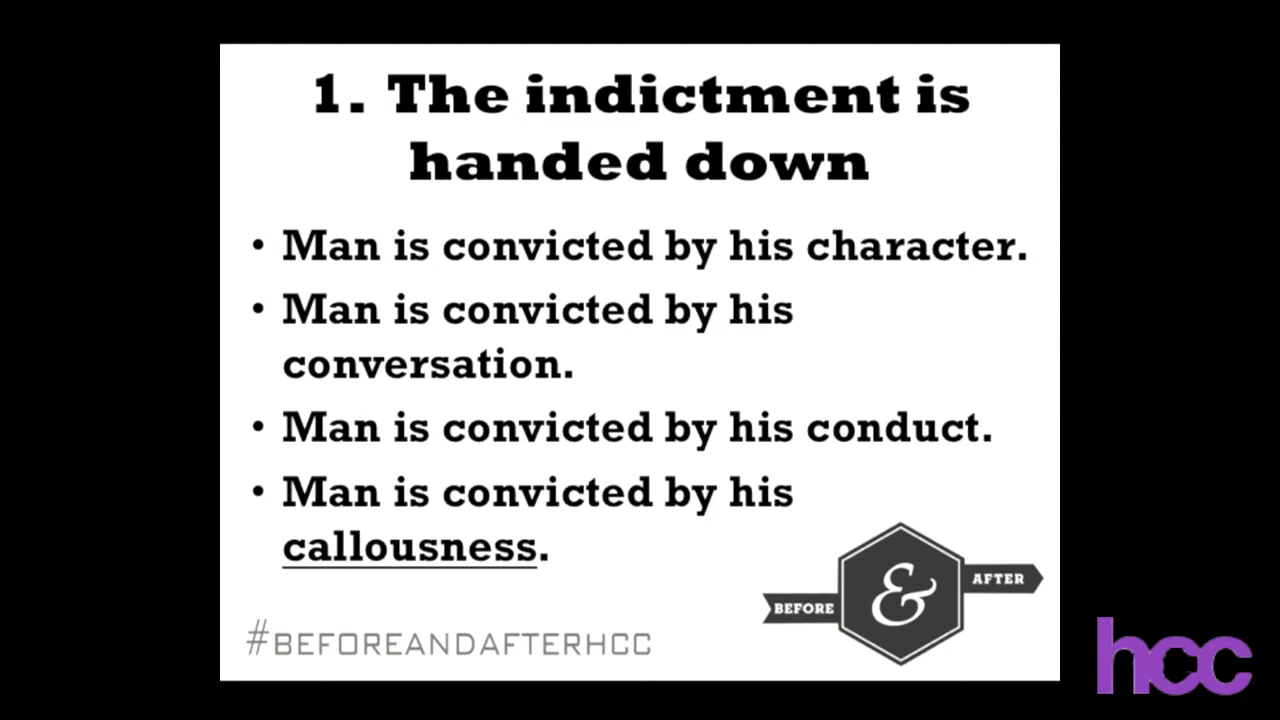 1. The indictment is
handed down
• Man is convicted by his character.
• Man is convicted by his
conversation.
• Man is convicted by his conduct.
• Man is convicted by his
callousness.
BEFORE & AFTER
#BEFOREANDAFTERHCC
hcc